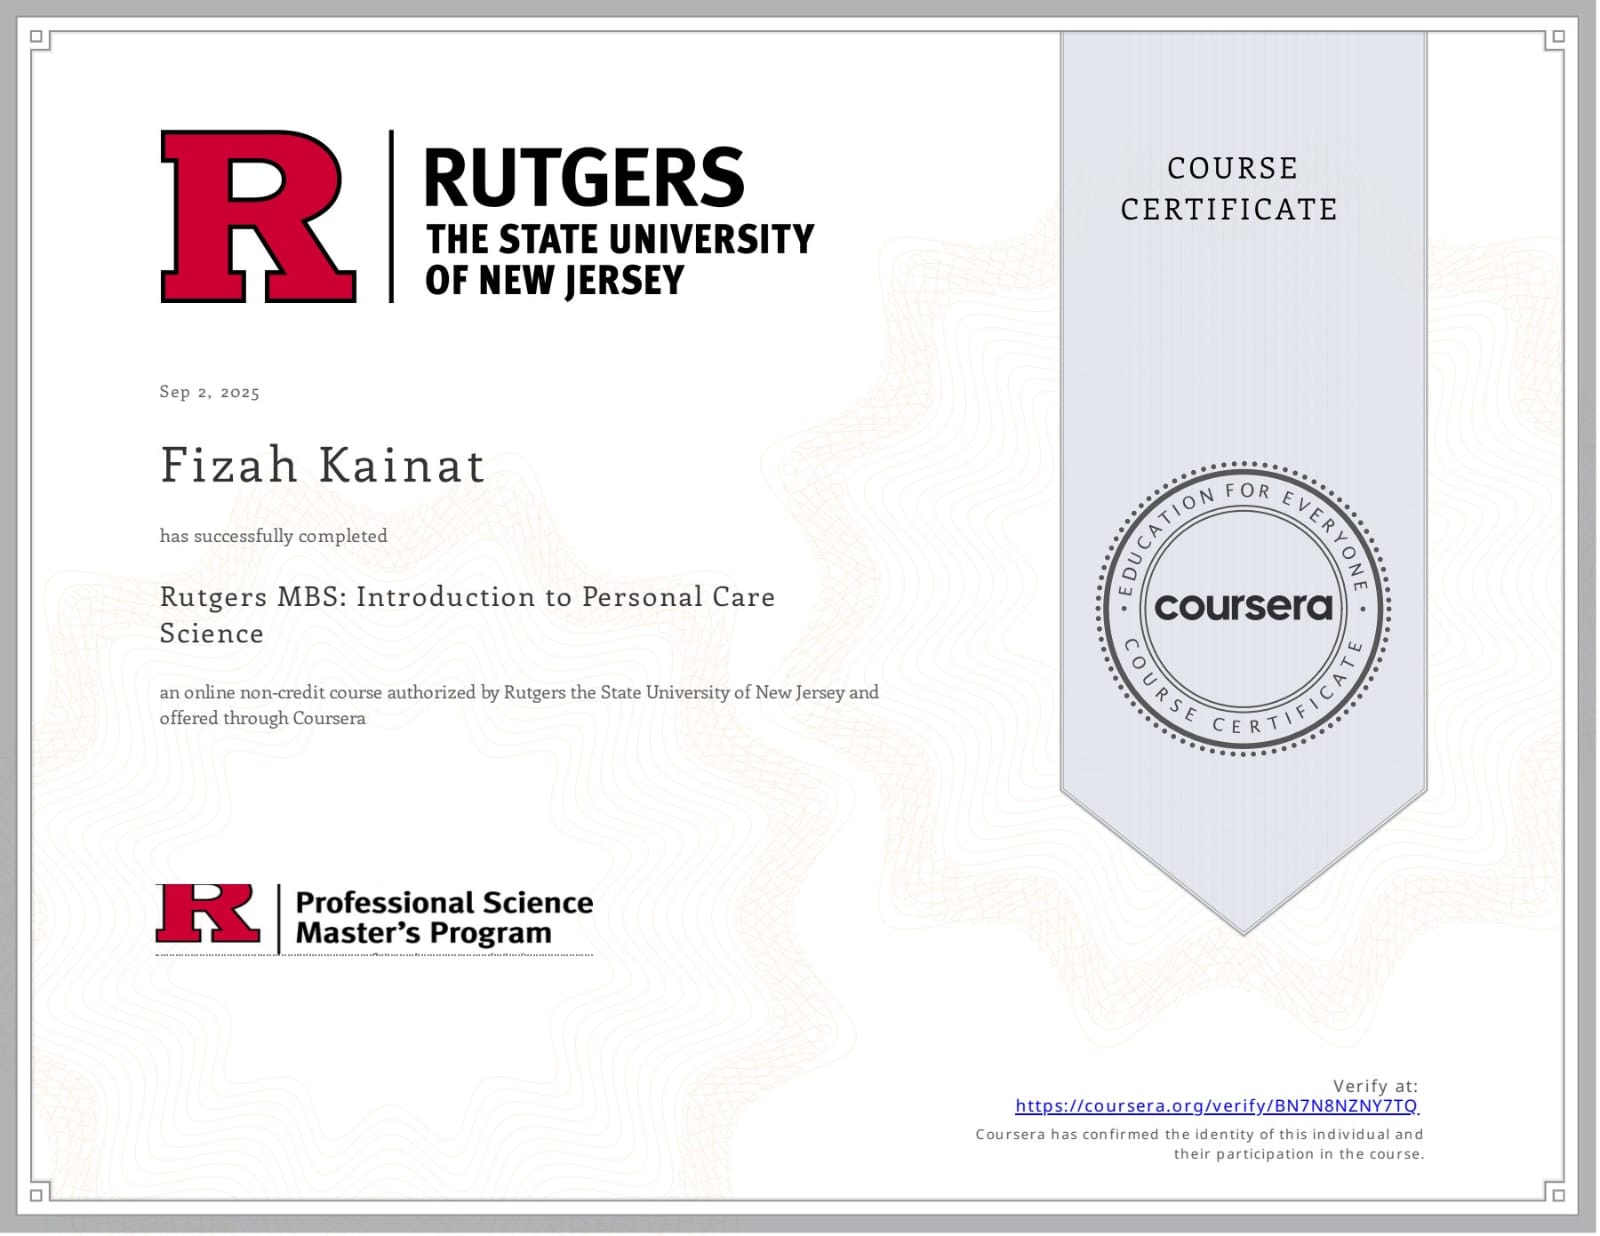 RUTGERS
THE STATE UNIVERSITY
OF NEW JERSEY
COURSE
CERTIFICATE
Sep 2, 2025
Fizah Kainat
has successfully completed
Rutgers MBS: Introduction to Personal Care
Science
an online non-credit course authorized by Rutgers the State University of New Jersey and
offered through Coursera
EDUCATION FOR EVERYONE
coursera
COURSE CERTIFICATE
Professional Science
Master's Program
Verify at:
https://coursera.org/verify/BN7N8NZNY7TQ
Coursera has confirmed the identity of this individual and
their participation in the course.